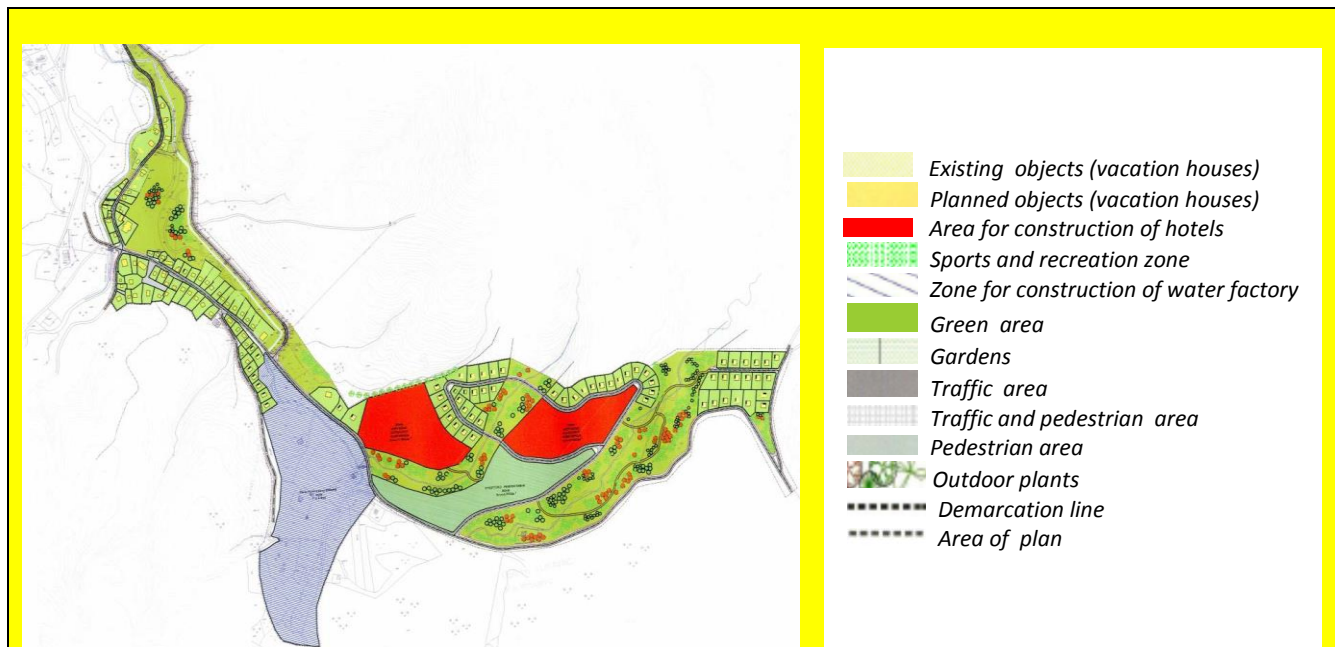 Existing objects (vacation houses)
Planned objects (vacation houses)
Area for construction of hotels
Sports and recreation zone
Zone for construction of water factory
Green area
Gardens
Traffic area
Traffic and pedestrian area
Pedestrian area
Outdoor plants
Demarcation line
Area of plan